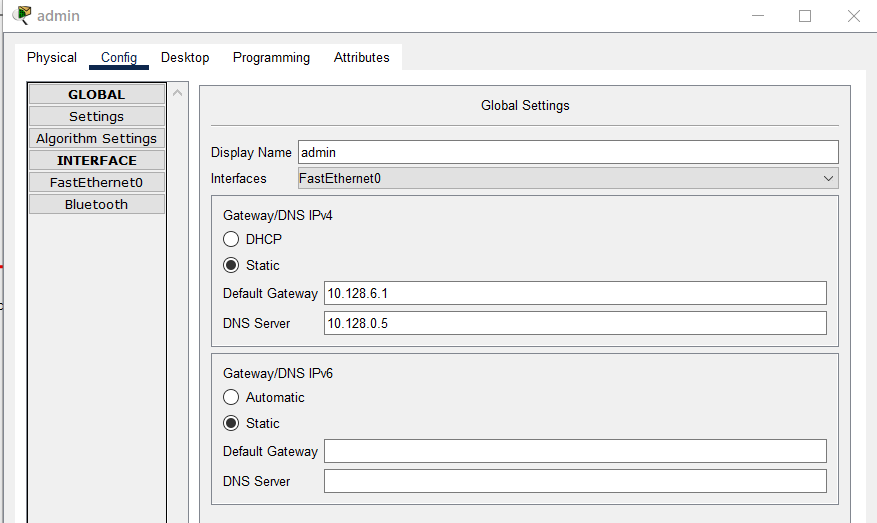 admin
Physical Config Desktop Programming Attributes
GLOBAL
Settings
Algorithm Settings
INTERFACE
FastEthernet0
Bluetooth
Global Settings
Display Name admin
Interfaces FastEthernet0
Gateway/DNS IPv4
DHCP
Static
Default Gateway 10.128.6.1
DNS Server 10.128.0.5
Gateway/DNS IPv6
Automatic
Static
Default Gateway
DNS Server